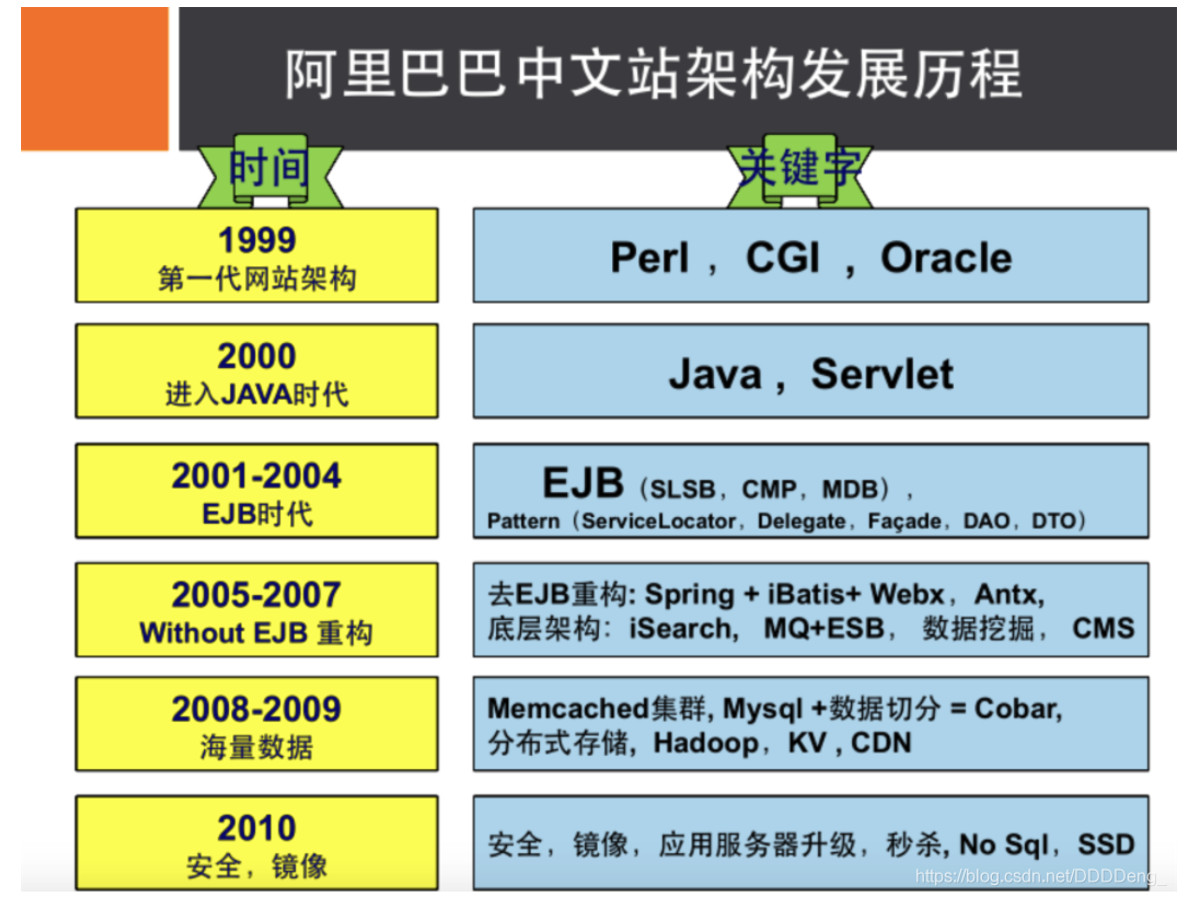 阿里巴巴中文站架构发展历程
时间
关键字
1999
第一代网站架构
Perl ，CGI ，Oracle
2000
进入JAVA时代
Java ，Servlet
2001-2004
EJB时代
EJB（SLSB，CMP，MDB），
Pattern（ServiceLocator，Delegate，Façade，DAO，DTO）
2005-2007
Without EJB 重构
去EJB重构: Spring + iBatis+ Webx，Antx,
底层架构：iSearch, MQ+ESB， 数据挖掘， CMS
2008-2009
海量数据
Memcached集群, Mysql +数据切分 = Cobar,
分布式存储, Hadoop，KV , CDN
2010
安全，镜像
安全，镜像，应用服务器升级，秒杀, No Sql，SSD
https://blog.csdn.net/DDDDeng_